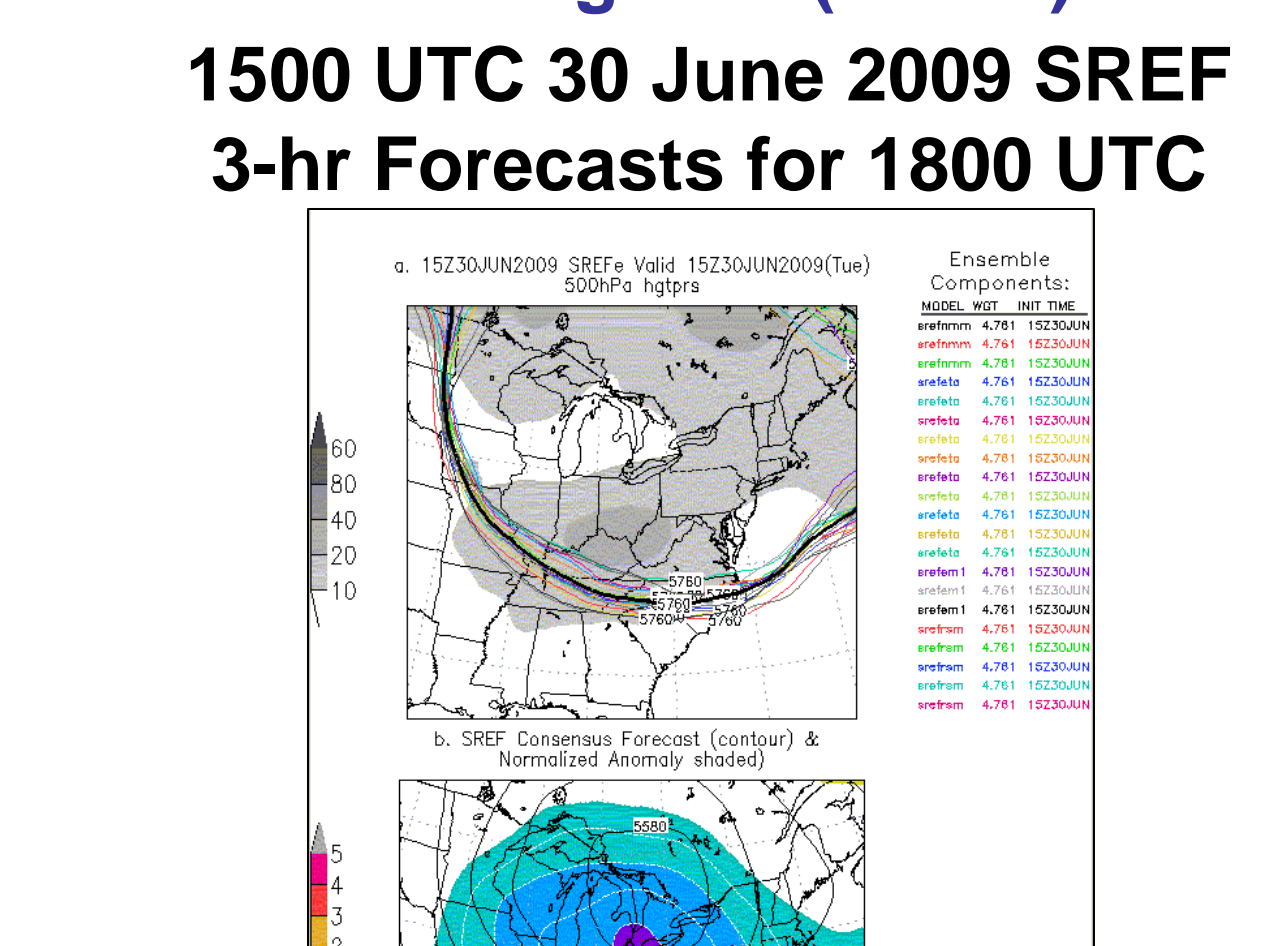 1500 UTC 30 June 2009 SREF
3-hr Forecasts for 1800 UTC
a. 15Z30JUN2009 SREFe Valid 15Z30JUN2009(Tue)
500hPa hgtprs
Ensemble
Components:
MODEL WGT INIT TIME
srefnmm 4.761 15Z30JUN
srefnmm 4.761 15Z30JUN
srefnmm 4.761 15Z30JUN
srefeta 4.761 15Z30JUN
srefeta 4.761 15Z30JUN
srefeta 4.761 15Z30JUN
srefeta 4.761 15Z30JUN
srefeta 4.761 15Z30JUN
srefeta 4.761 15Z30JUN
srefeta 4.761 15Z30JUN
srefeta 4.761 15Z30JUN
srefeta 4.761 15Z30JUN
srefeta 4.761 15Z30JUN
srefem1 4.761 15Z30JUN
srefem1 4.761 15Z30JUN
srefem1 4.761 15Z30JUN
srefrsm 4.761 15Z30JUN
srefrsm 4.761 15Z30JUN
srefrsm 4.761 15Z30JUN
srefrsm 4.761 15Z30JUN
srefrsm 4.761 15Z30JUN
60
80
40
20
10
5760
5760
5760
5760
5760
5760
b. SREF Consensus Forecast (contour) &
Normalized Anomaly shaded)
5580
5
4
3